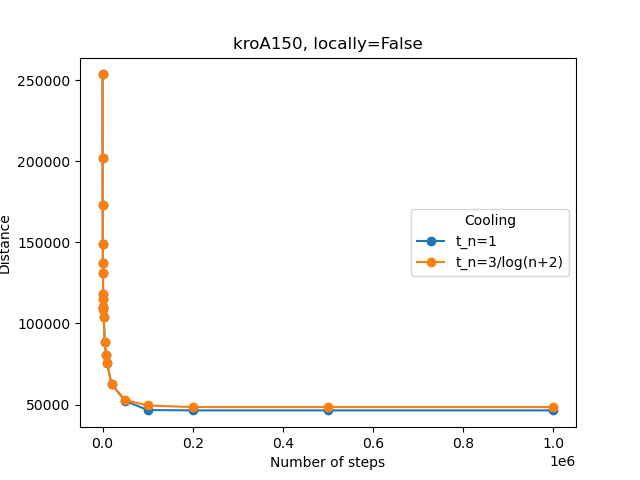 kroA150, locally=False
250000
200000
150000
100000
50000
Distance
Cooling
t_n=1
t_n=3/log(n+2)
0.0 0.2 0.4 0.6 0.8 1.0
1e6
Number of steps